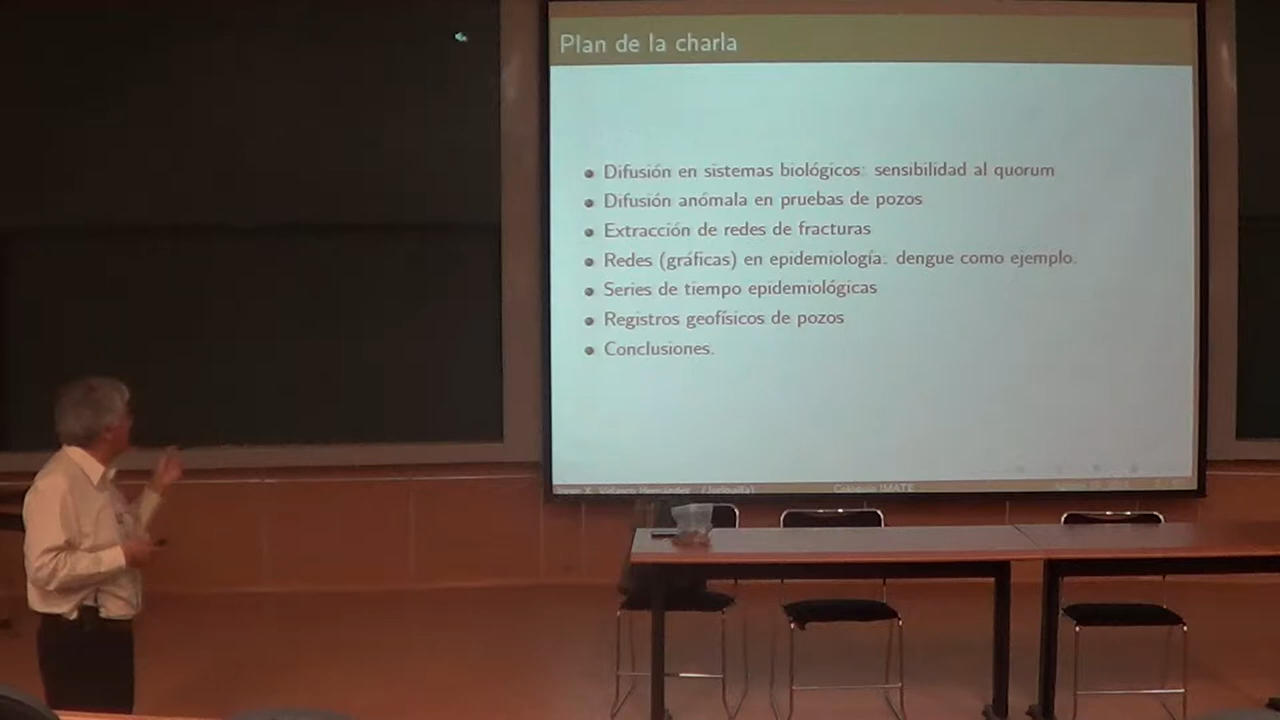 Plan de la charla
Difusión en sistemas biológicos: sensibilidad al quorum
Difusión anómala en pruebas de pozos
Extracción de redes de fracturas
Redes (gráficas) en epidemiología: dengue como ejemplo.
Series de tiempo epidemiológicas
Registros geofísicos de pozos
Conclusiones.
Coloquio IMATE